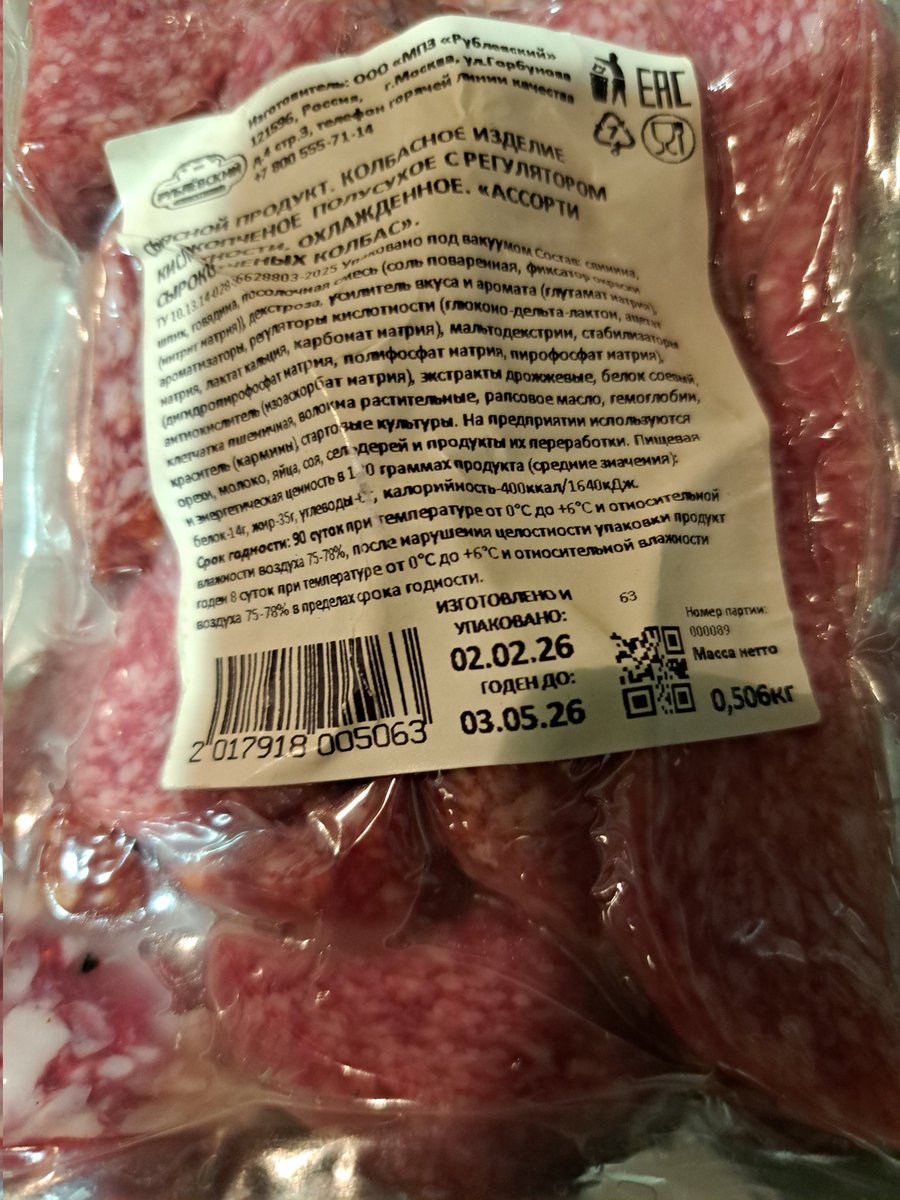 Изготовитель: ООО «МПЗ «Рублевский»
121596, Россия, г.Москва, ул.Горбунова
д.4 стр.3, телефон горячей линии качества
+7 800 555-71-14
РУБЛЁВСКИЙ
EAC
7
МЯСНОЙ ПРОДУКТ. КОЛБАСНОЕ ИЗДЕЛИЕ
СЫРОКОПЧЕНОЕ ПОЛУСУХОЕ С РЕГУЛЯТОРОМ
КИСЛОТНОСТИ. ОХЛАЖДЕННОЕ. «АССОРТИ
СЫРОКОПЧЕНЫХ КОЛБАС».
ТУ 10.13.14-028- 6628803-2025 Упаковано под вакуумом Состав: свинина,
шпик, говядина, посолочная смесь (соль поваренная, фиксатор окраски
(нитрит натрия)), декстроза, усилитель вкуса и аромата (глутамат натрия),
ароматизаторы, регуляторы кислотности (глюконо-дельта-лактон, ацетат
натрия, лактат кальция, карбонат натрия), мальтодекстрин, стабилизаторы
(дигидропирофосфат натрия, полифосфат натрия, пирофосфат натрия),
антиокислитель (изоаскорбат натрия), экстракты дрожжевые, белок соевый,
клетчатка пшеничная, волокна растительные, рапсовое масло, гемоглобин,
краситель (кармины), стартовые культуры. На предприятии используются
орехи, молоко, яйца, соя, сельдерей и продукты их переработки. Пищевая
и энергетическая ценность в 100 граммах продукта (средние значения):
белок-14г, жир-35г, углеводы- , калорийность-400ккал/1640кДж.
Срок годности: 90 суток при температуре от 0°С до +6°С и относительной
влажности воздуха 75-78%, после нарушения целостности упаковки продукт
годен 8 суток при температуре от 0°С до +6°С и относительной влажности
воздуха 75-78% в пределах срока годности.
ИЗГОТОВЛЕНО И
УПАКОВАНО:
02.02.26
ГОДЕН ДО:
03.05.26
63
Номер партии:
000089
Масса нетто
0,506кг
2 017918 005063